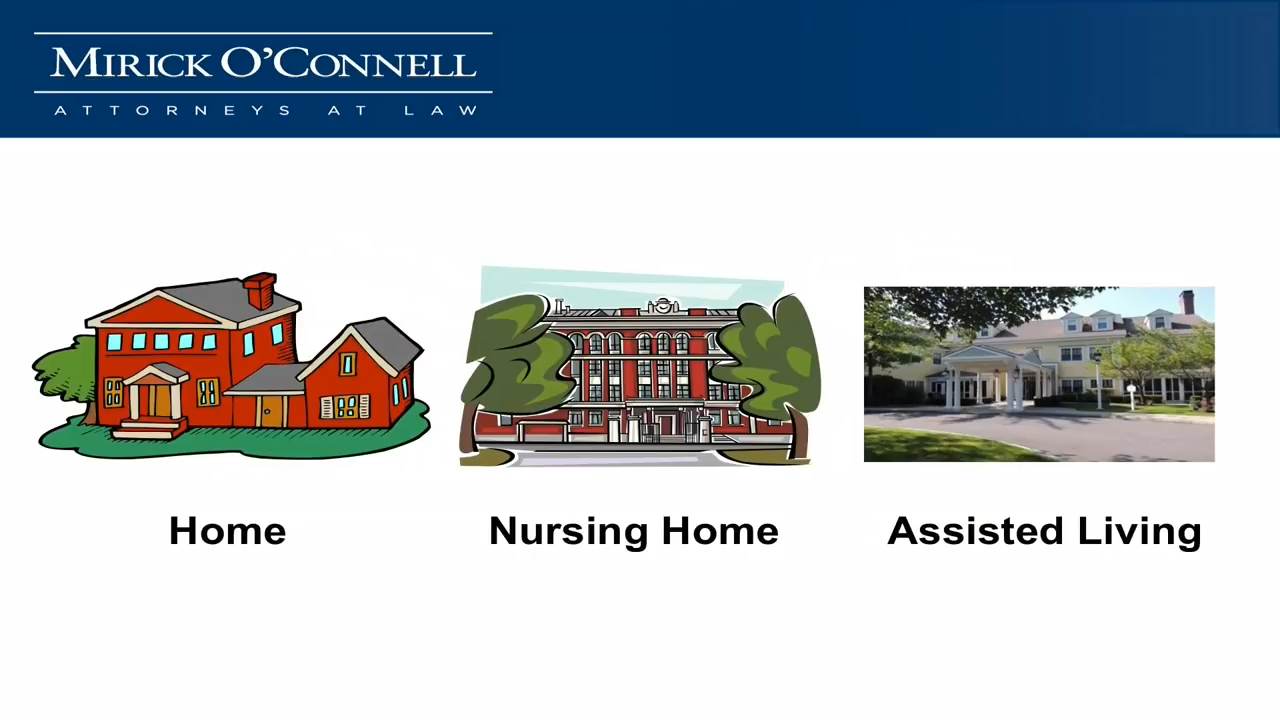 MIRICK O'CONNELL
ATTORNEYS AT LAW
Home
Nursing Home
Assisted Living